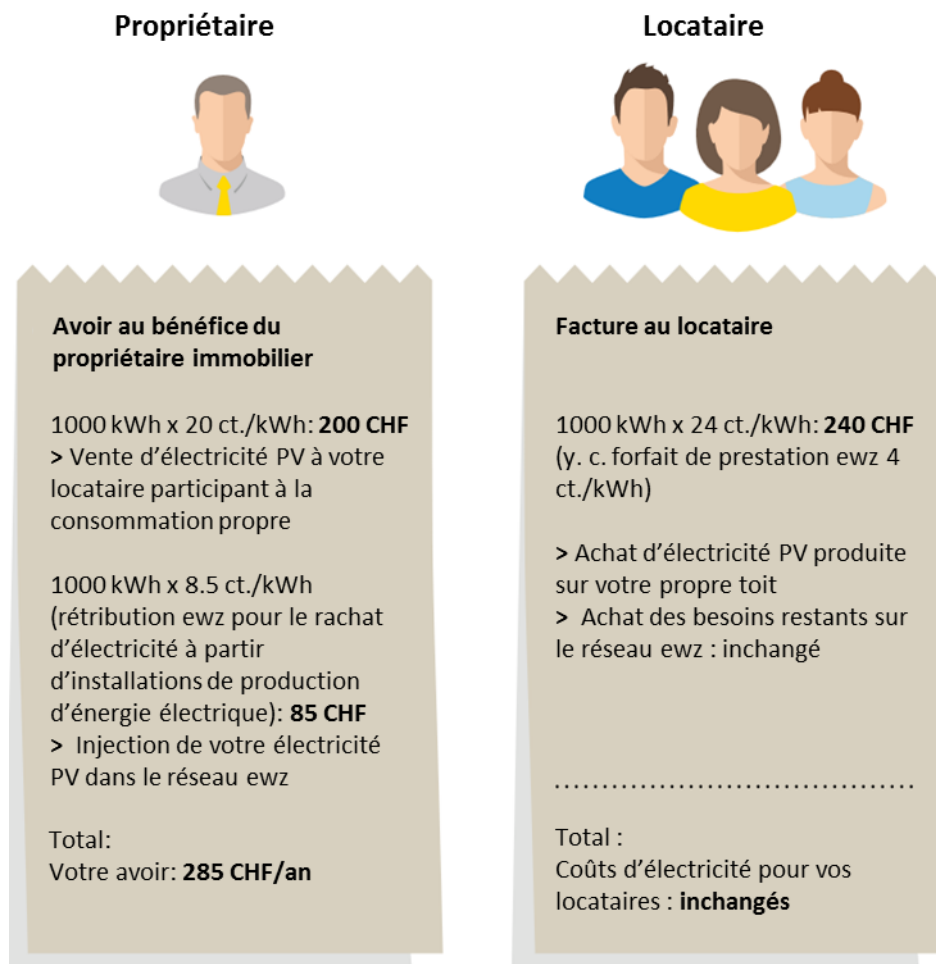 Propriétaire
Avoir au bénéfice du
propriétaire immobilier
1000 kWh x 20 ct./kWh: 200 CHF
> Vente d'électricité PV à votre
locataire participant à la
consommation propre
1000 kWh x 8.5 ct./kWh
(rétribution ewz pour le rachat
d'électricité à partir
d'installations de production
d'énergie électrique): 85 CHF
> Injection de votre électricité
PV dans le réseau ewz
Total:
Votre avoir: 285 CHF/an
Locataire
Facture au locataire
1000 kWh x 24 ct./kWh: 240 CHF
(y. c. forfait de prestation ewz 4
ct./kWh)
> Achat d'électricité PV produite
sur votre propre toit
> Achat des besoins restants sur
le réseau ewz : inchangé
Total :
Coûts d'électricité pour vos
locataires : inchangés